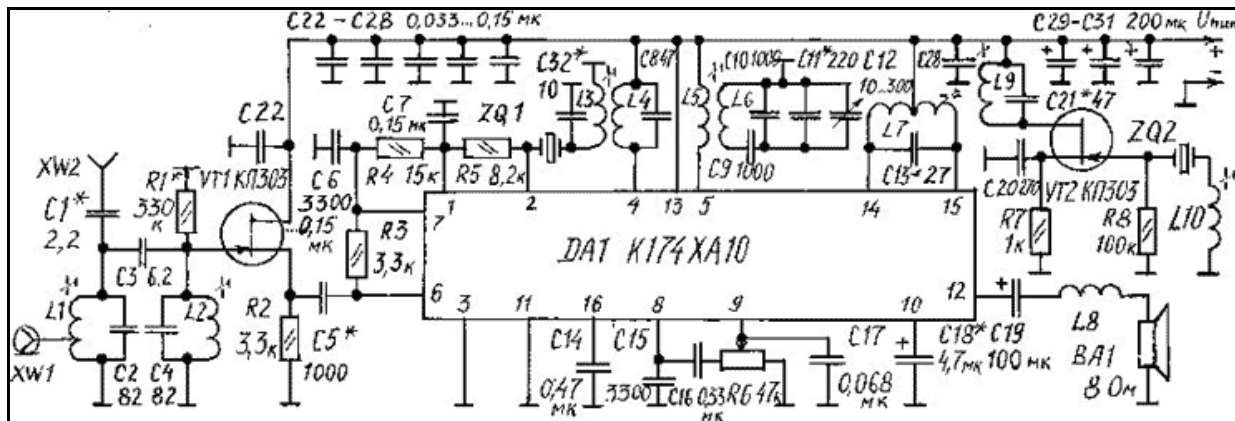 C22 – C28 0,033...0,15 мк
C29-C31 200 мк Uпит
+
-
C32*
10
L3
C8 47
L4
L5
C10 1000
L6
C11* 220
C12
10...300
C28
L9
C21* 47
C22
C7
0,15 мк
ZQ1
L7
C9 1000
C13* 27
ZQ2
XW2
R1*
330
к
VT1 КП303
C6
3300
0,15
мк
R4 15к
R5 8,2к
C20 270
VT2 КП303
R7
1к
R8
100к
L10
C1*
2,2
C3 6.2
R3
3,3к
1 2 4 13 5 14 15
7
6
DA1 К174ХА10
12
3 11 16 8 9 10
L1
L2
R2
3,3к
C5*
1000
XW1
C2
82
C4
82
C14
0,47
мк
C15
3300
C16 0,33
мк
R6 47к
C17
0,068
мк
C18*
4,7мк
C19
100 мк
L8
BA1
8 Ом